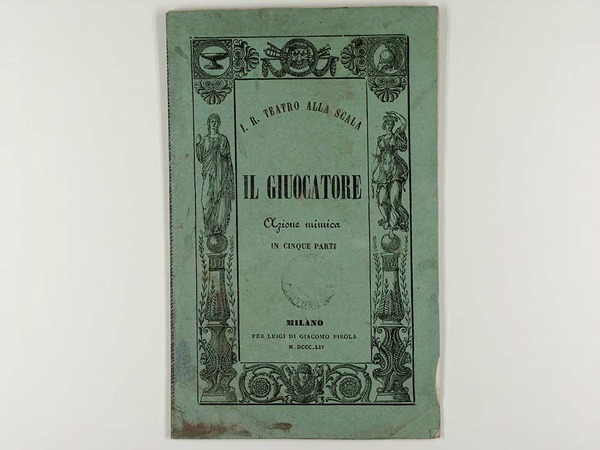 I. R. TEATRO ALLA SCALA
IL GIUOCATORE
Azione mimica
IN CINQUE PARTI
MILANO
PER LUIGI DI GIACOMO PIROLA
M.DCCC.LIV